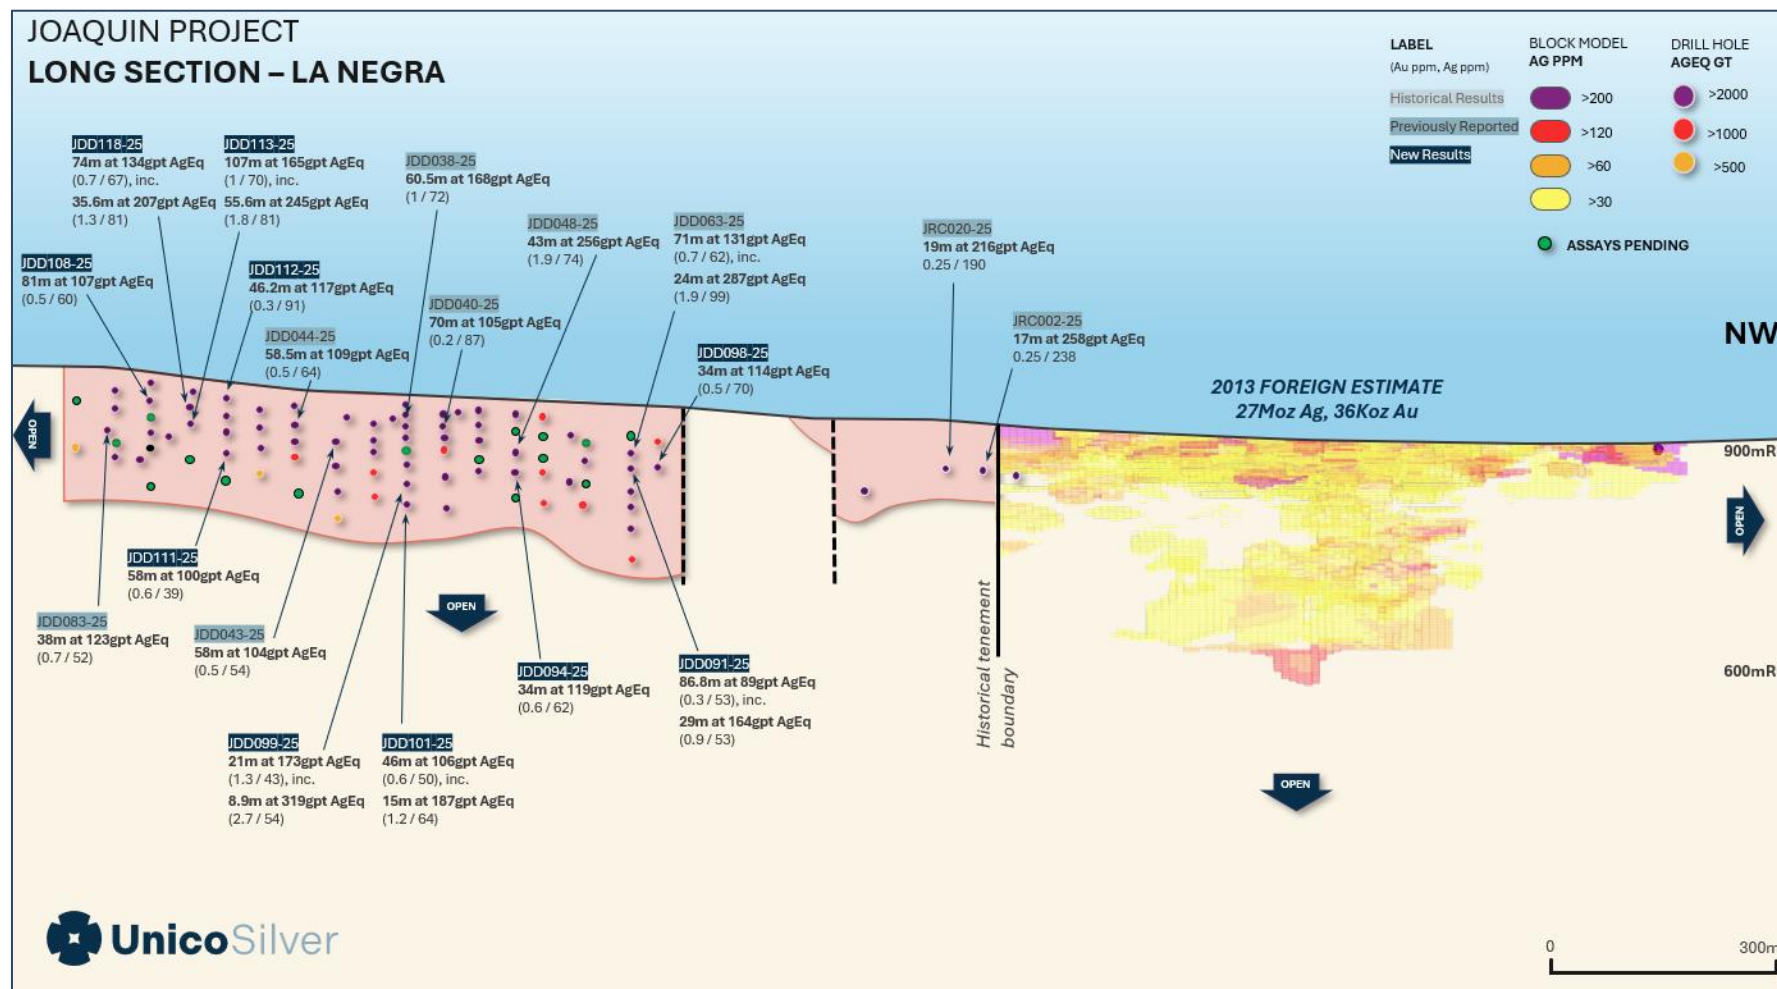 JOAQUIN PROJECT
LONG SECTION – LA NEGRA
LABEL
(Au ppm, Ag ppm)
Historical Results
Previously Reported
New Results
BLOCK MODEL
AG PPM
>200
>120
>60
>30
DRILL HOLE
AGEQ GT
>2000
>1000
>500
ASSAYS PENDING
JDD118-25
74m at 134gpt AgEq
(0.7 / 67), inc.
35.6m at 207gpt AgEq
(1.3 / 81)
JDD113-25
107m at 165gpt AgEq
(1 / 70), inc.
55.6m at 245gpt AgEq
(1.8 / 81)
JDD038-25
60.5m at 168gpt AgEq
(1 / 72)
JDD048-25
43m at 256gpt AgEq
(1.9 / 74)
JDD063-25
71m at 131gpt AgEq
(0.7 / 62), inc.
24m at 287gpt AgEq
(1.9 / 99)
JRC020-25
19m at 216gpt AgEq
0.25 / 190
JDD108-25
81m at 107gpt AgEq
(0.5 / 60)
JDD112-25
46.2m at 117gpt AgEq
(0.3 / 91)
JDD040-25
70m at 105gpt AgEq
(0.2 / 87)
JDD044-25
58.5m at 109gpt AgEq
(0.5 / 64)
JDD098-25
34m at 114gpt AgEq
(0.5 / 70)
JRC002-25
17m at 258gpt AgEq
0.25 / 238
NW
2013 FOREIGN ESTIMATE
27Moz Ag, 36Koz Au
OPEN
900mR
OPEN
JDD111-25
58m at 100gpt AgEq
(0.6 / 39)
OPEN
JDD083-25
38m at 123gpt AgEq
(0.7 / 52)
JDD043-25
58m at 104gpt AgEq
(0.5 / 54)
JDD094-25
34m at 119gpt AgEq
(0.6 / 62)
JDD091-25
86.8m at 89gpt AgEq
(0.3 / 53), inc.
29m at 164gpt AgEq
(0.9 / 53)
Historical tenement
boundary
600mR
JDD099-25
21m at 173gpt AgEq
(1.3 / 43), inc.
8.9m at 319gpt AgEq
(2.7 / 54)
JDD101-25
46m at 106gpt AgEq
(0.6 / 50), inc.
15m at 187gpt AgEq
(1.2 / 64)
OPEN
UnicoSilver
0 300m